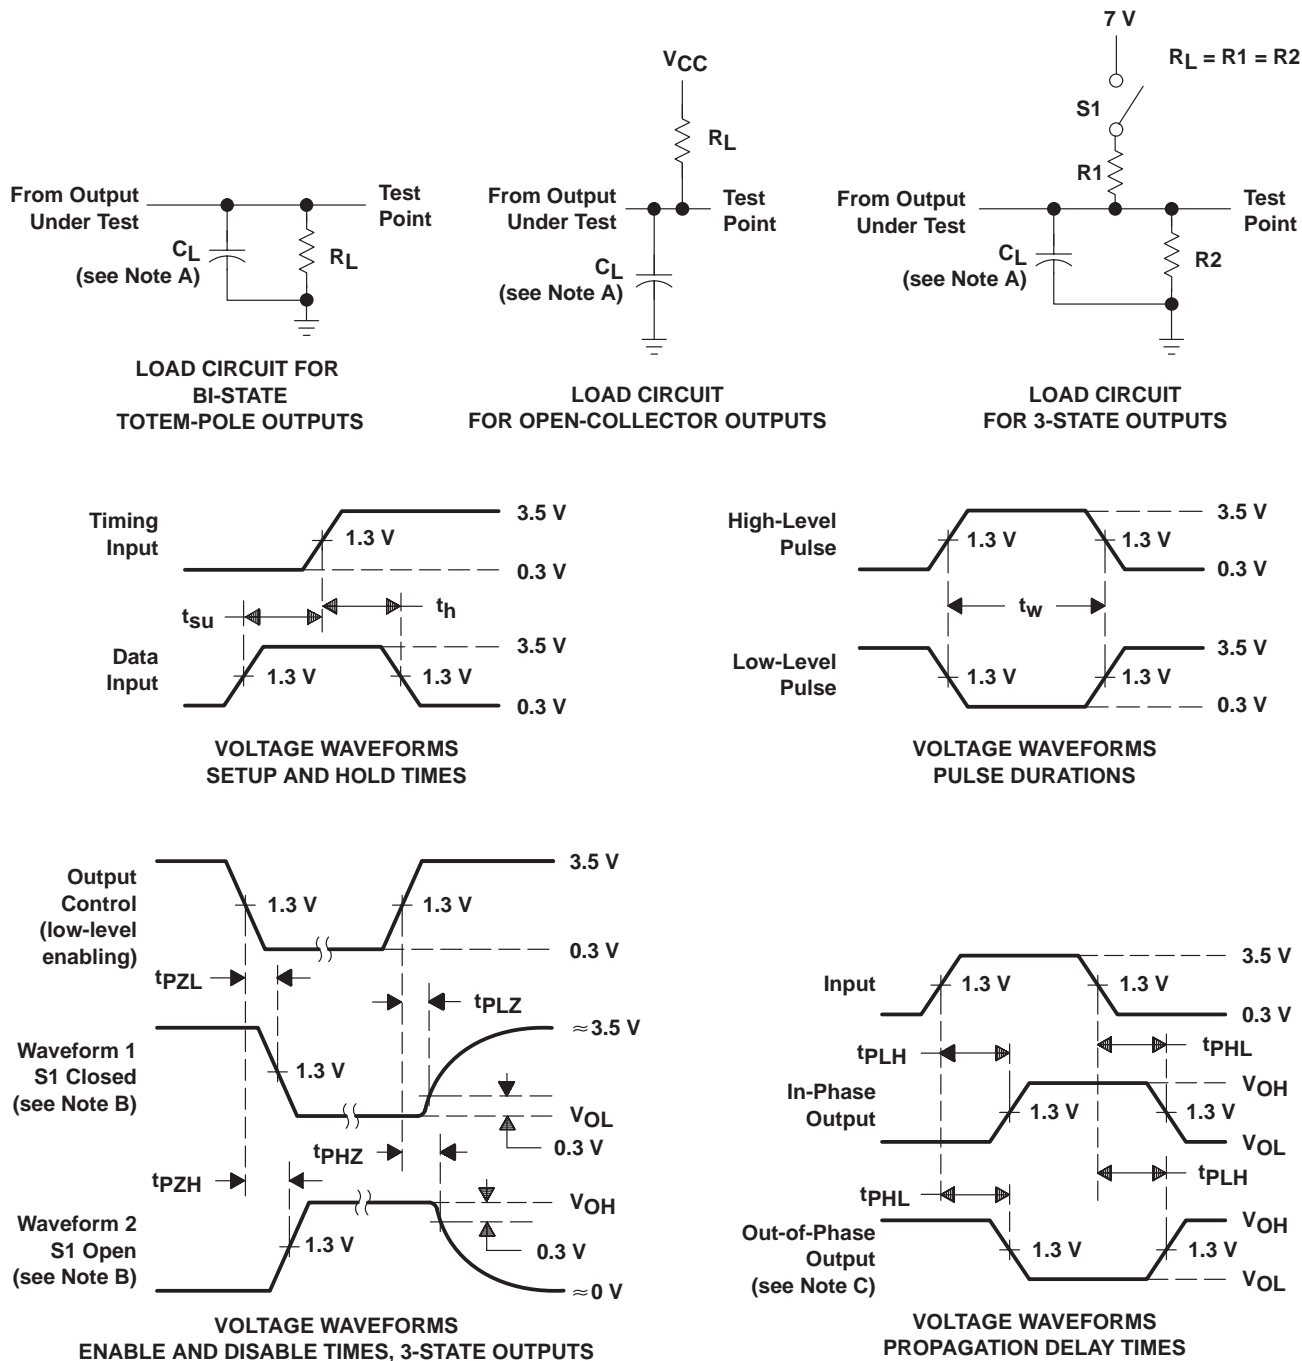 7 V
RL = R1 = R2
S1
R1
VCC
RL
From Output
Under Test
Test
Point
CL
(see Note A)
RL
From Output
Under Test
Test
Point
CL
(see Note A)
From Output
Under Test
Test
Point
CL
(see Note A)
R2
LOAD CIRCUIT FOR
BI-STATE
TOTEM-POLE OUTPUTS
LOAD CIRCUIT
FOR OPEN-COLLECTOR OUTPUTS
LOAD CIRCUIT
FOR 3-STATE OUTPUTS
Timing
Input
1.3 V
3.5 V
0.3 V
tsu
th
Data
Input
1.3 V
1.3 V
3.5 V
0.3 V
VOLTAGE WAVEFORMS
SETUP AND HOLD TIMES
High-Level
Pulse
1.3 V
1.3 V
3.5 V
0.3 V
tw
Low-Level
Pulse
1.3 V
1.3 V
3.5 V
0.3 V
VOLTAGE WAVEFORMS
PULSE DURATIONS
Output
Control
(low-level
enabling)
1.3 V
1.3 V
3.5 V
0.3 V
tPZL
tPLZ
Waveform 1
S1 Closed
(see Note B)
1.3 V
≈3.5 V
VOL
0.3 V
tPHZ
tPZH
Waveform 2
S1 Open
(see Note B)
1.3 V
VOH
0.3 V
≈0 V
VOLTAGE WAVEFORMS
ENABLE AND DISABLE TIMES, 3-STATE OUTPUTS
Input
1.3 V
1.3 V
3.5 V
0.3 V
tPLH
tPHL
In-Phase
Output
1.3 V
1.3 V
VOH
VOL
tPHL
tPLH
Out-of-Phase
Output
(see Note C)
1.3 V
1.3 V
VOH
VOL
VOLTAGE WAVEFORMS
PROPAGATION DELAY TIMES